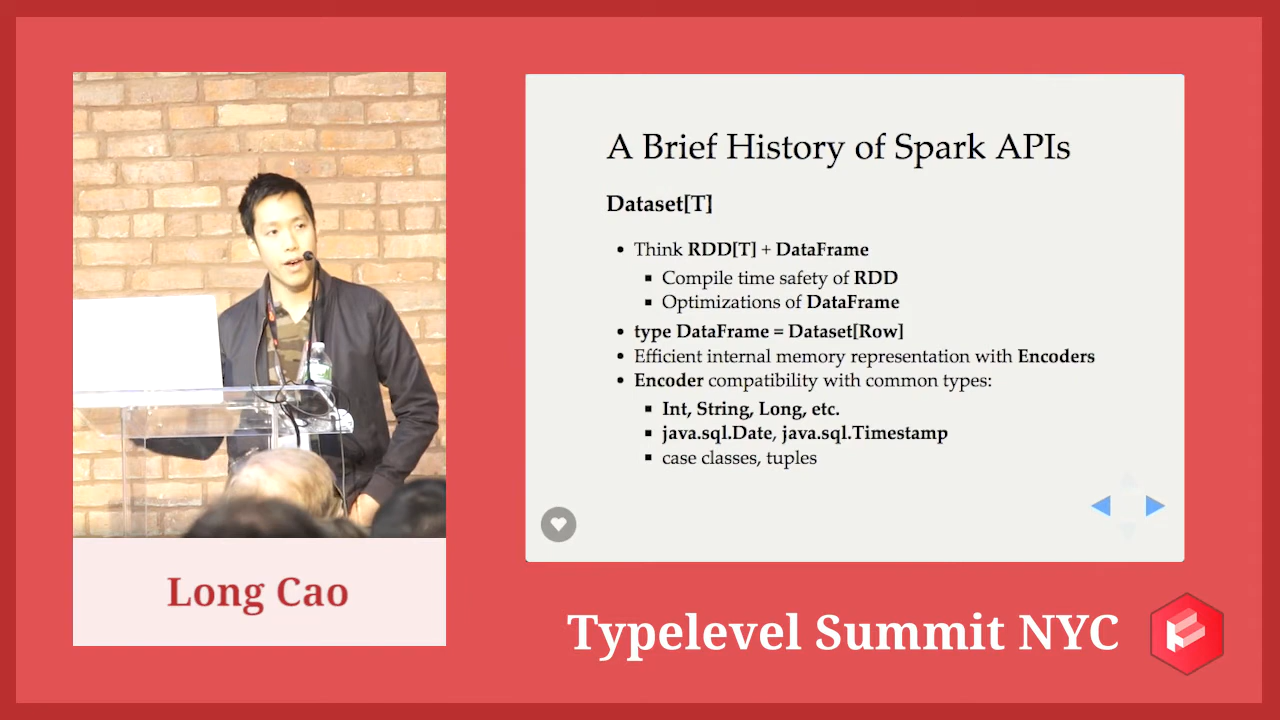 A Brief History of Spark APIs
Dataset[T]
• Think RDD[T] + DataFrame
▪ Compile time safety of RDD
▪ Optimizations of DataFrame
• type DataFrame = Dataset[Row]
• Efficient internal memory representation with Encoders
• Encoder compatibility with common types:
▪ Int, String, Long, etc.
▪ java.sql.Date, java.sql.Timestamp
▪ case classes, tuples
Long Cao
Typelevel Summit NYC